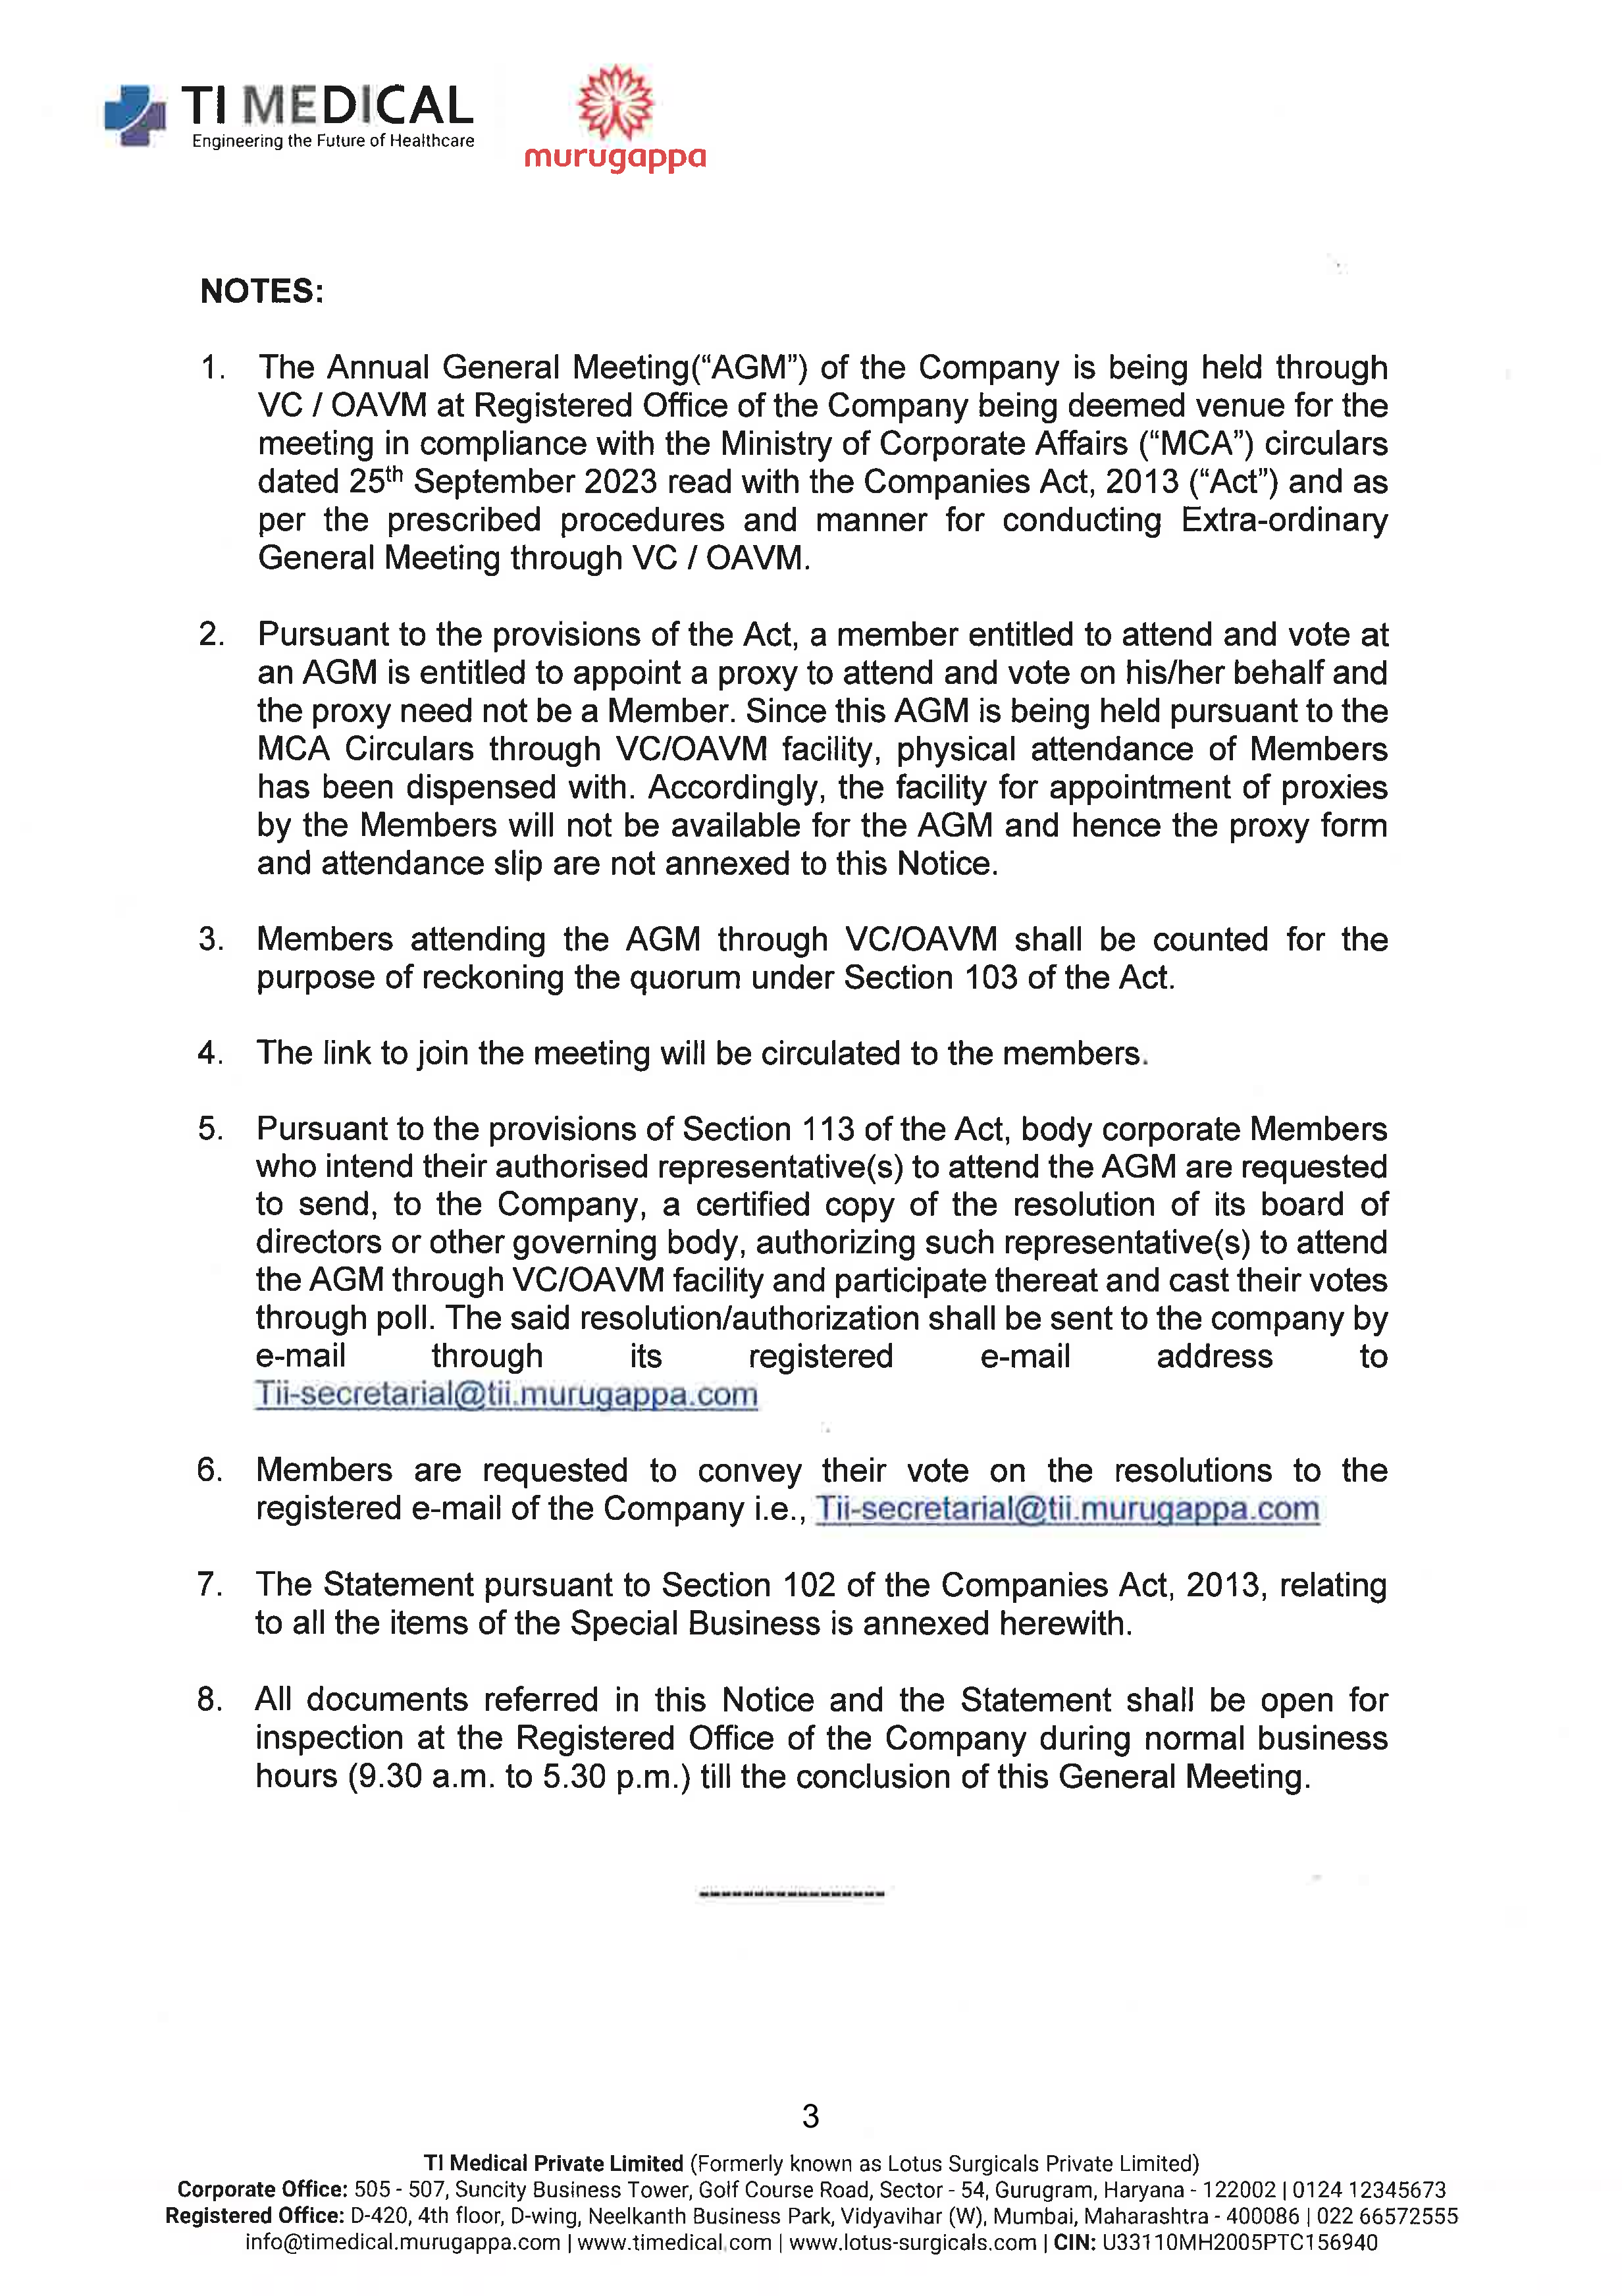 TI MEDICAL
Engineering the Future of Healthcare
murugappa
NOTES:
1. The Annual General Meeting(“AGM”) of the Company is being held through
VC / OAVM at Registered Office of the Company being deemed venue for the
meeting in compliance with the Ministry of Corporate Affairs (“MCA”) circulars
dated 25th September 2023 read with the Companies Act, 2013 (“Act”) and as
per the prescribed procedures and manner for conducting Extra-ordinary
General Meeting through VC / OAVM.
2. Pursuant to the provisions of the Act, a member entitled to attend and vote at
an AGM is entitled to appoint a proxy to attend and vote on his/her behalf and
the proxy need not be a Member. Since this AGM is being held pursuant to the
MCA Circulars through VC/OAVM facility, physical attendance of Members
has been dispensed with. Accordingly, the facility for appointment of proxies
by the Members will not be available for the AGM and hence the proxy form
and attendance slip are not annexed to this Notice.
3. Members attending the AGM through VC/OAVM shall be counted for the
purpose of reckoning the quorum under Section 103 of the Act.
4. The link to join the meeting will be circulated to the members.
5. Pursuant to the provisions of Section 113 of the Act, body corporate Members
who intend their authorised representative(s) to attend the AGM are requested
to send, to the Company, a certified copy of the resolution of its board of
directors or other governing body, authorizing such representative(s) to attend
the AGM through VC/OAVM facility and participate thereat and cast their votes
through poll. The said resolution/authorization shall be sent to the company by
e-mail through its registered e-mail address to
Tii-secretarial@tii.murugappa.com
6. Members are requested to convey their vote on the resolutions to the
registered e-mail of the Company i.e., Tii-secretarial@tii.murugappa.com
7. The Statement pursuant to Section 102 of the Companies Act, 2013, relating
to all the items of the Special Business is annexed herewith.
8. All documents referred in this Notice and the Statement shall be open for
inspection at the Registered Office of the Company during normal business
hours (9.30 a.m. to 5.30 p.m.) till the conclusion of this General Meeting.
3
TI Medical Private Limited (Formerly known as Lotus Surgicals Private Limited)
Corporate Office: 505 - 507, Suncity Business Tower, Golf Course Road, Sector - 54, Gurugram, Haryana - 122002 | 0124 12345673
Registered Office: D-420, 4th floor, D-wing, Neelkanth Business Park, Vidyavihar (W), Mumbai, Maharashtra - 400086 | 022 66572555
info@timedical.murugappa.com | www.timedical.com | www.lotus-surgicals.com | CIN: U33110MH2005PTC156940